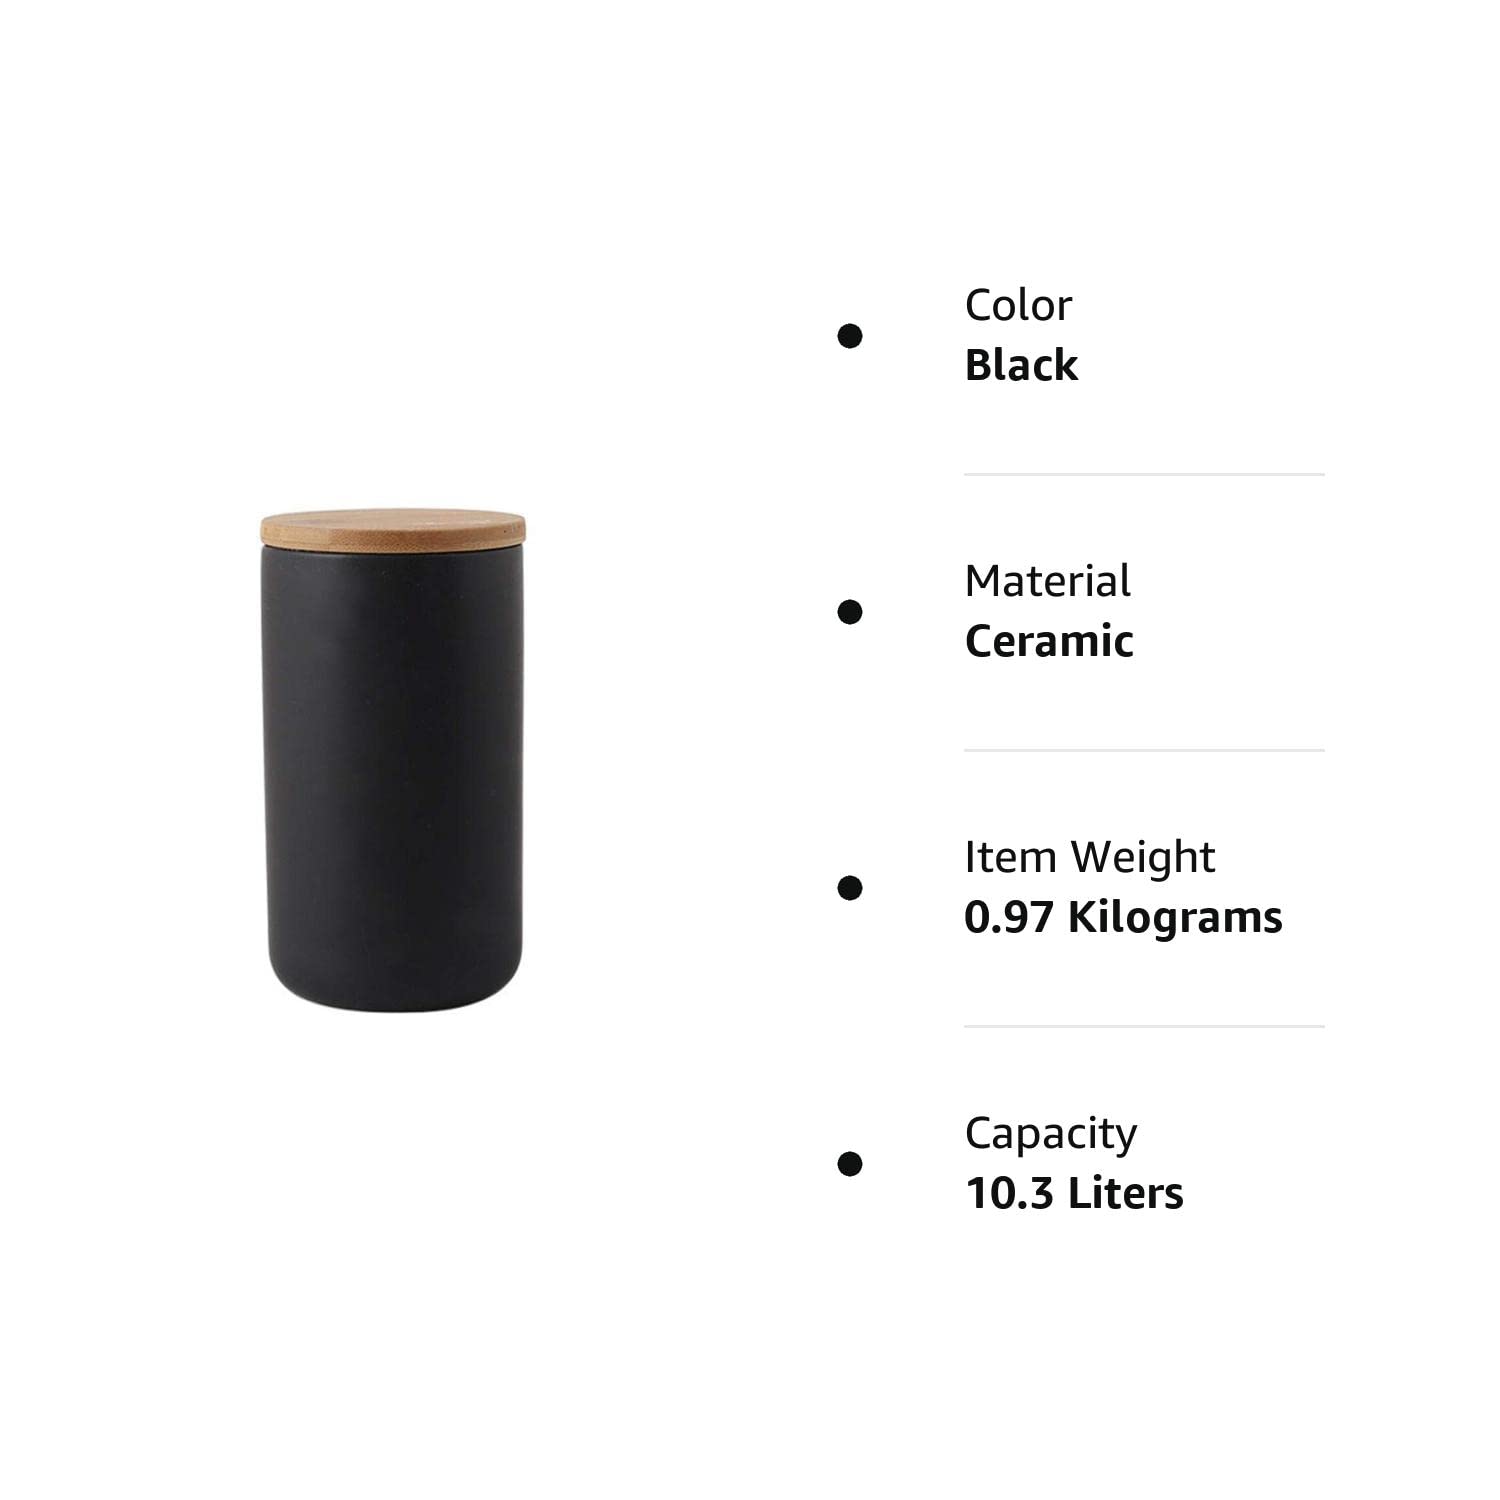 Color
Black
Material
Ceramic
Item Weight
0.97 Kilograms
Capacity
10.3 Liters